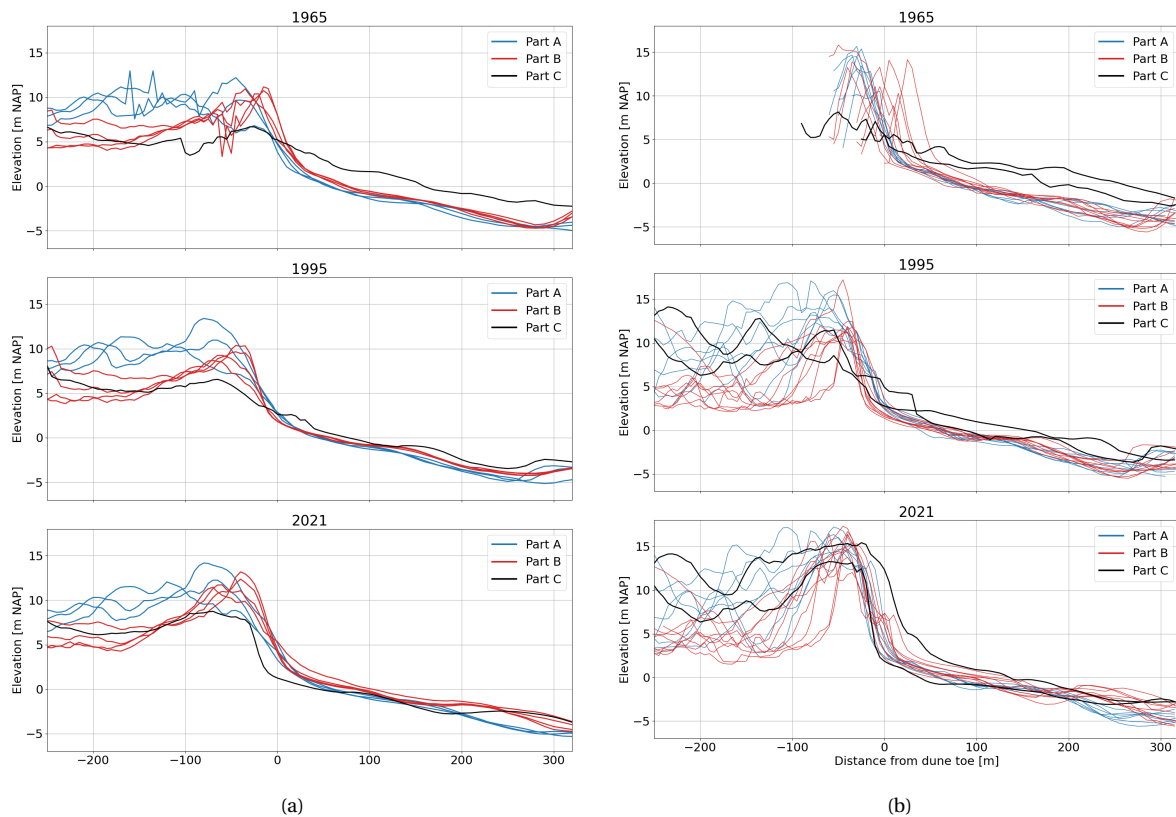 1965
15
10
5
0
−5
Elevation [m NAP]
Part A
Part B
Part C
1995
15
10
5
0
−5
Elevation [m NAP]
Part A
Part B
Part C
2021
15
10
5
0
−5
Elevation [m NAP]
Part A
Part B
Part C
−200 −100 0 100 200 300
(a)
1965
15
10
5
0
−5
Elevation [m NAP]
Part A
Part B
Part C
1995
15
10
5
0
−5
Elevation [m NAP]
Part A
Part B
Part C
2021
15
10
5
0
−5
Elevation [m NAP]
Part A
Part B
Part C
−200 −100 0 100 200 300
Distance from dune toe [m]
(b)